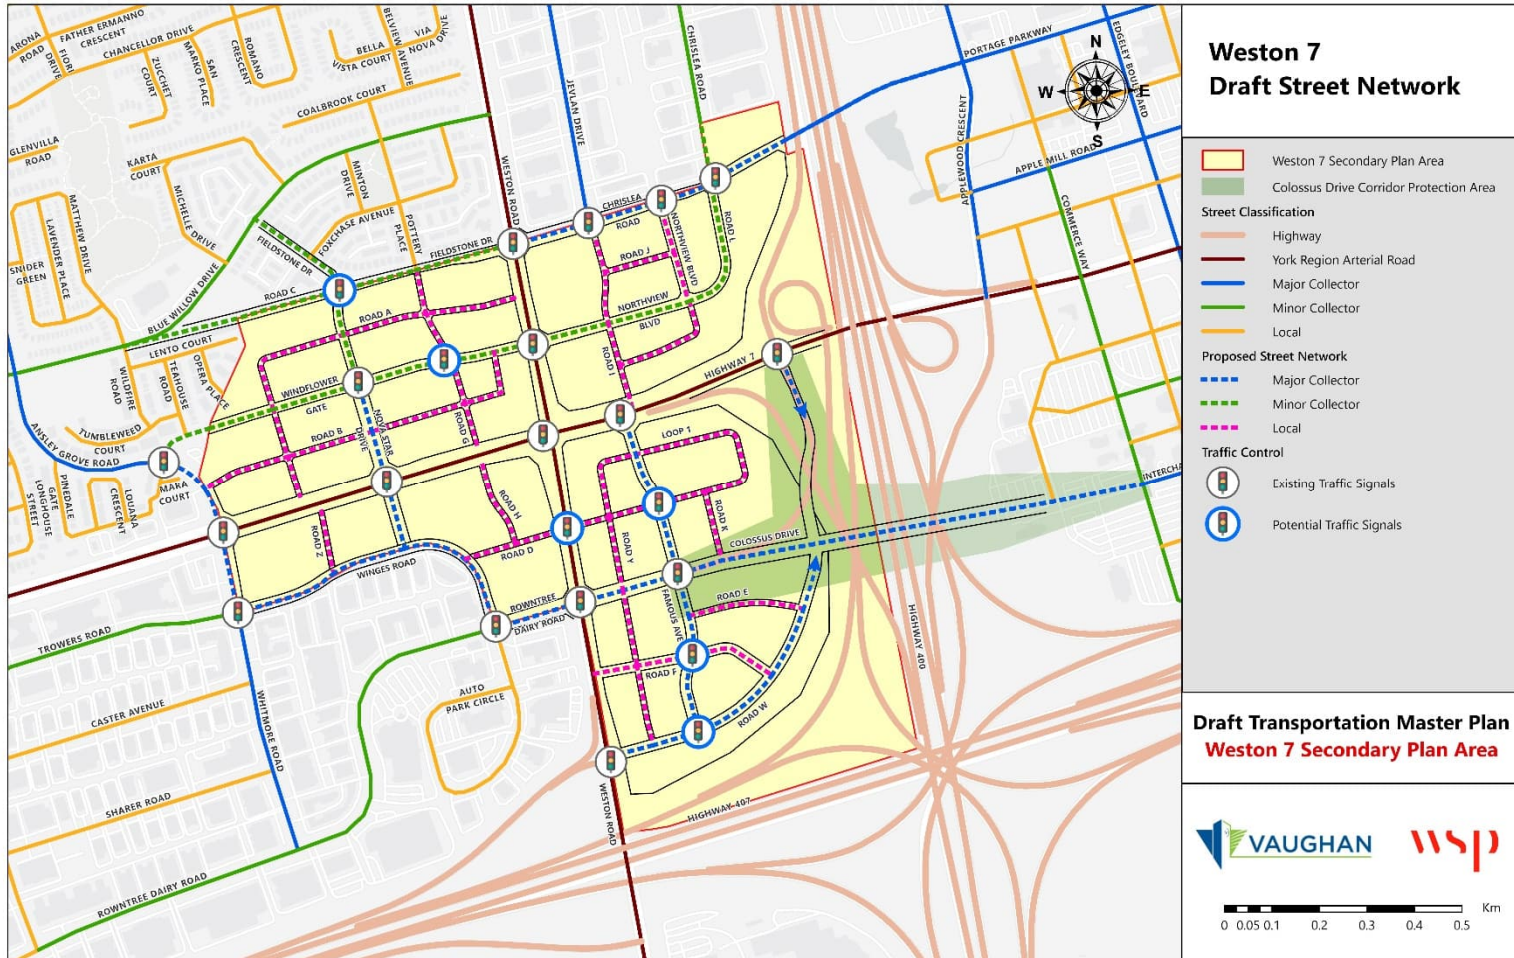 ARONA
ROAD
FIORI
DRIVE
FATHER ERMANNO
CRESCENT
CHANCELLOR DRIVE
ZUCCHET
COURT
SAN
MARKO PLACE
ROMANO
CRESCENT
BELLA
VISTA COURT
BELVIEW AVENUE
VIA
NOVA DRIVE
COALBROOK COURT
GLENVILLA
ROAD
KARTA
COURT
MICHELLE DRIVE
MATTHEW DRIVE
LAVENDER PLACE
SNIDER
GREEN
MINTON
DRIVE
FOXCHASE AVENUE
POTTERY
PLACE
FIELDSTONE DR
FIELDSTONE DR
BLUE WILLOW DRIVE
ROAD C
WESTON ROAD
JEVLAN DRIVE
CHRISLEA ROAD
CHRISLEA
ROAD
PORTAGE PARKWAY
EDGELEY BOULEVARD
APPLEWOOD CRESCENT
APPLE MILL ROAD
COMMERCE WAY
N
W
E
S
LENTO COURT
WILDFIRE
ROAD
TEAHOUSE
ROAD
OPERA PLACE
TUMBLEWEED
COURT
ANSLEY GROVE ROAD
MARA
COURT
LOUANA
CRESCENT
PINEDALE
GATE
LONGHOUSE
STREET
ROAD A
WINDFLOWER
GATE
ROAD B
NOVA STAR
DRIVE
ROAD G
ROAD J
NORTHVIEW BLVD
ROAD L
NORTHVIEW
BLVD
ROAD I
HIGHWAY 7
LOOP 1
ROAD H
ROAD Z
WINGES ROAD
ROAD D
ROAD Y
ROAD K
COLOSSUS DRIVE
INTERCHA
ROWNTREE
DAIRY ROAD
FAMOUS AVE
ROAD E
ROAD F
ROAD W
HIGHWAY 400
HIGHWAY 407
WESTON ROAD
TROWERS ROAD
CASTER AVENUE
WHITMORE ROAD
SHARER ROAD
AUTO
PARK CIRCLE
ROWNTREE DAIRY ROAD
Weston 7
Draft Street Network
Weston 7 Secondary Plan Area
Colossus Drive Corridor Protection Area
Street Classification
Highway
York Region Arterial Road
Major Collector
Minor Collector
Local
Proposed Street Network
Major Collector
Minor Collector
Local
Traffic Control
Existing Traffic Signals
Potential Traffic Signals
Draft Transportation Master Plan
Weston 7 Secondary Plan Area
VAUGHAN
wsp
Km
0 0.05 0.1 0.2 0.3 0.4 0.5